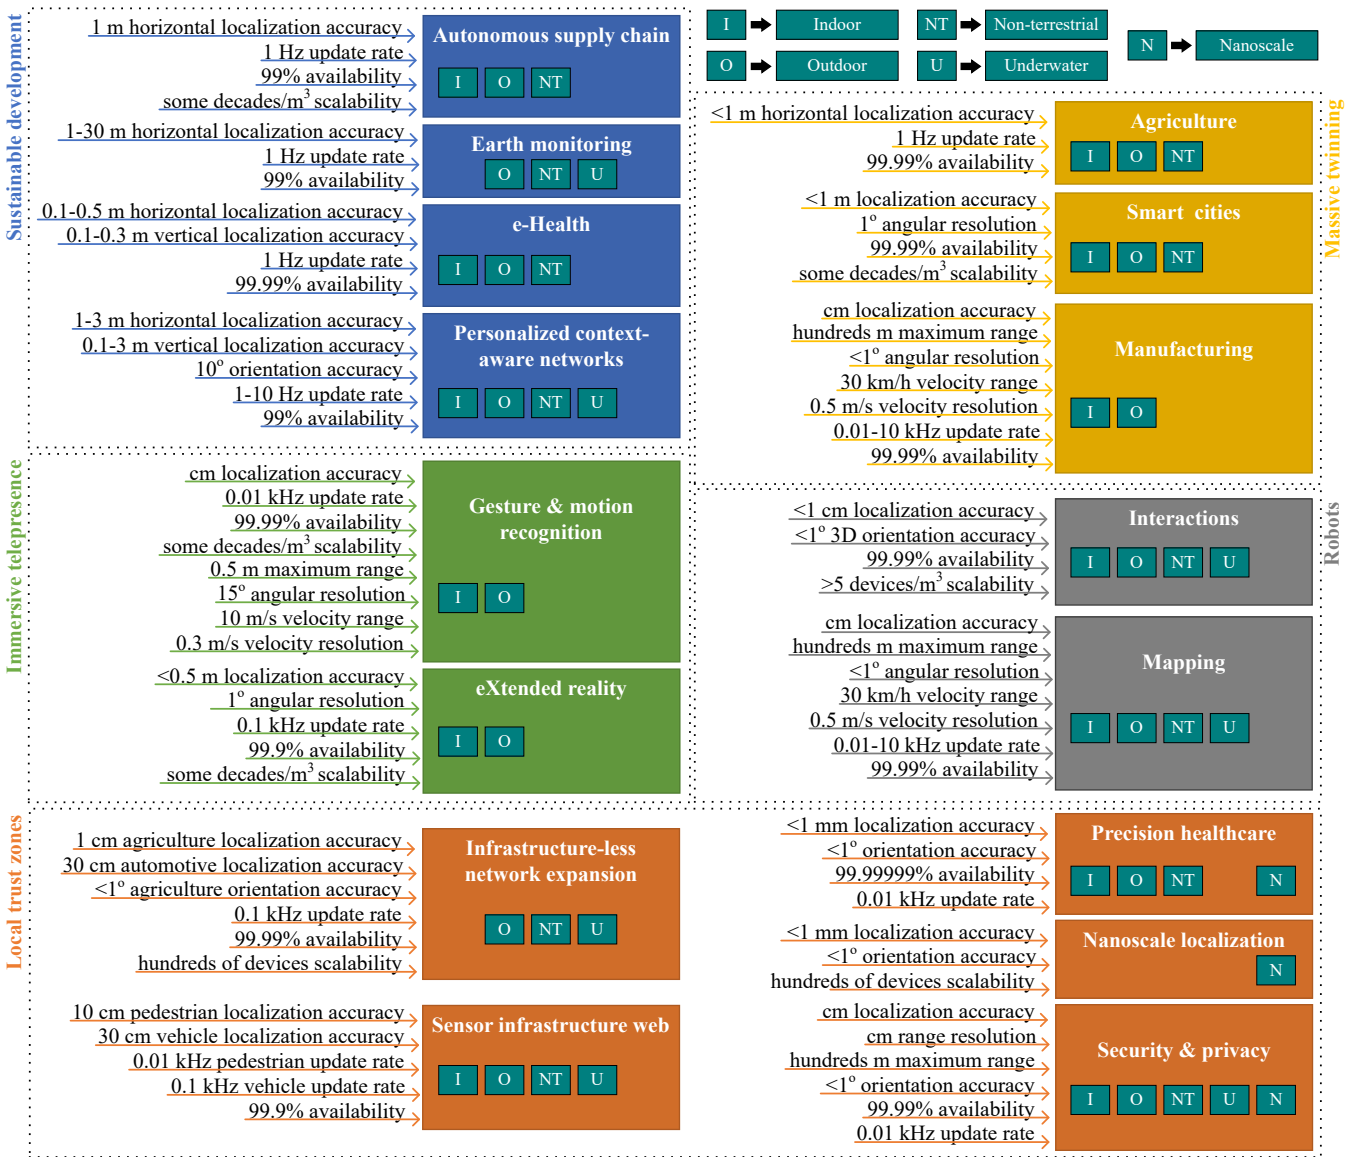 Sustainable development
1 m horizontal localization accuracy
1 Hz update rate
99% availability
some decades/m³ scalability
Autonomous supply chain
I O NT
1-30 m horizontal localization accuracy
1 Hz update rate
99% availability
Earth monitoring
O NT U
0.1-0.5 m horizontal localization accuracy
0.1-0.3 m vertical localization accuracy
1 Hz update rate
99.99% availability
e-Health
I O NT
1-3 m horizontal localization accuracy
0.1-3 m vertical localization accuracy
10° orientation accuracy
1-10 Hz update rate
99% availability
Personalized context-
aware networks
I O NT U
I Indoor
NT Non-terrestrial
N Nanoscale
O Outdoor
U Underwater
Massive twinning
<1 m horizontal localization accuracy
1 Hz update rate
99.99% availability
Agriculture
I O NT
<1 m localization accuracy
1° angular resolution
99.99% availability
some decades/m³ scalability
Smart cities
I O NT
cm localization accuracy
hundreds m maximum range
<1° angular resolution
30 km/h velocity range
0.5 m/s velocity resolution
0.01-10 kHz update rate
99.99% availability
Manufacturing
I O
Immersive telepresence
cm localization accuracy
0.01 kHz update rate
99.99% availability
some decades/m³ scalability
0.5 m maximum range
15° angular resolution
10 m/s velocity range
0.3 m/s velocity resolution
Gesture & motion
recognition
I O
<0.5 m localization accuracy
1° angular resolution
0.1 kHz update rate
99.9% availability
some decades/m³ scalability
eXtended reality
I O
Robots
<1 cm localization accuracy
<1° 3D orientation accuracy
99.99% availability
>5 devices/m³ scalability
Interactions
I O NT U
cm localization accuracy
hundreds m maximum range
<1° angular resolution
30 km/h velocity range
0.5 m/s velocity resolution
0.01-10 kHz update rate
99.99% availability
Mapping
I O NT U
Local trust zones
1 cm agriculture localization accuracy
30 cm automotive localization accuracy
<1° agriculture orientation accuracy
0.1 kHz update rate
99.99% availability
hundreds of devices scalability
Infrastructure-less
network expansion
O NT U
10 cm pedestrian localization accuracy
30 cm vehicle localization accuracy
0.01 kHz pedestrian update rate
0.1 kHz vehicle update rate
99.9% availability
Sensor infrastructure web
I O NT U
<1 mm localization accuracy
<1° orientation accuracy
99.99999% availability
0.01 kHz update rate
Precision healthcare
I O NT N
<1 mm localization accuracy
<1° orientation accuracy
hundreds of devices scalability
Nanoscale localization
N
cm localization accuracy
cm range resolution
hundreds m maximum range
<1° orientation accuracy
99.99% availability
0.01 kHz update rate
Security & privacy
I O NT U N